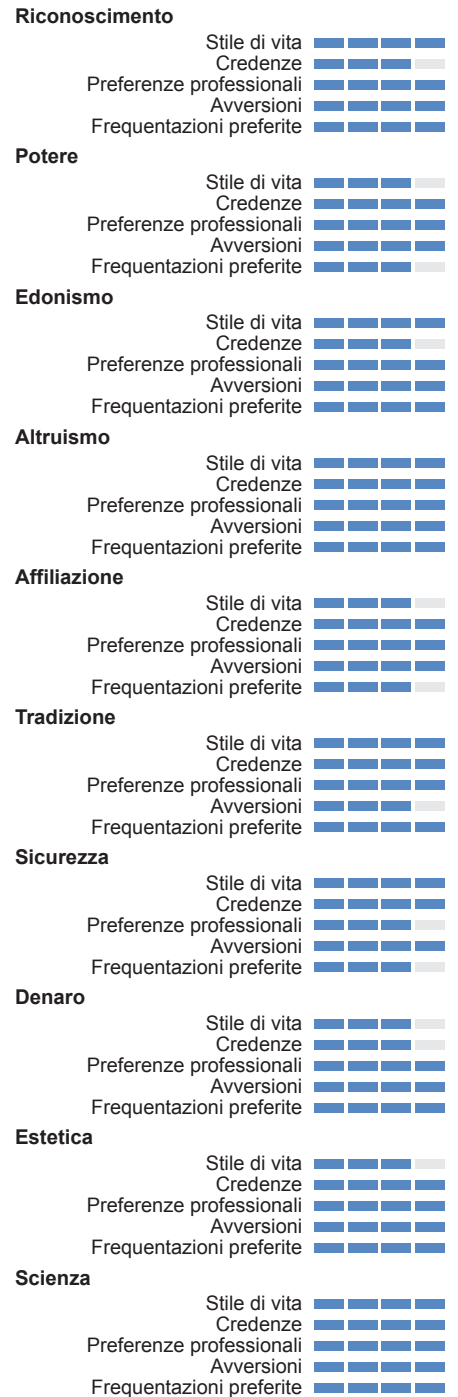 Riconoscimento
Stile di vita
Credenze
Preferenze professionali
Avversioni
Frequentazioni preferite
Potere
Stile di vita
Credenze
Preferenze professionali
Avversioni
Frequentazioni preferite
Edonismo
Stile di vita
Credenze
Preferenze professionali
Avversioni
Frequentazioni preferite
Altruismo
Stile di vita
Credenze
Preferenze professionali
Avversioni
Frequentazioni preferite
Affiliazione
Stile di vita
Credenze
Preferenze professionali
Avversioni
Frequentazioni preferite
Tradizione
Stile di vita
Credenze
Preferenze professionali
Avversioni
Frequentazioni preferite
Sicurezza
Stile di vita
Credenze
Preferenze professionali
Avversioni
Frequentazioni preferite
Denaro
Stile di vita
Credenze
Preferenze professionali
Avversioni
Frequentazioni preferite
Estetica
Stile di vita
Credenze
Preferenze professionali
Avversioni
Frequentazioni preferite
Scienza
Stile di vita
Credenze
Preferenze professionali
Avversioni
Frequentazioni preferite